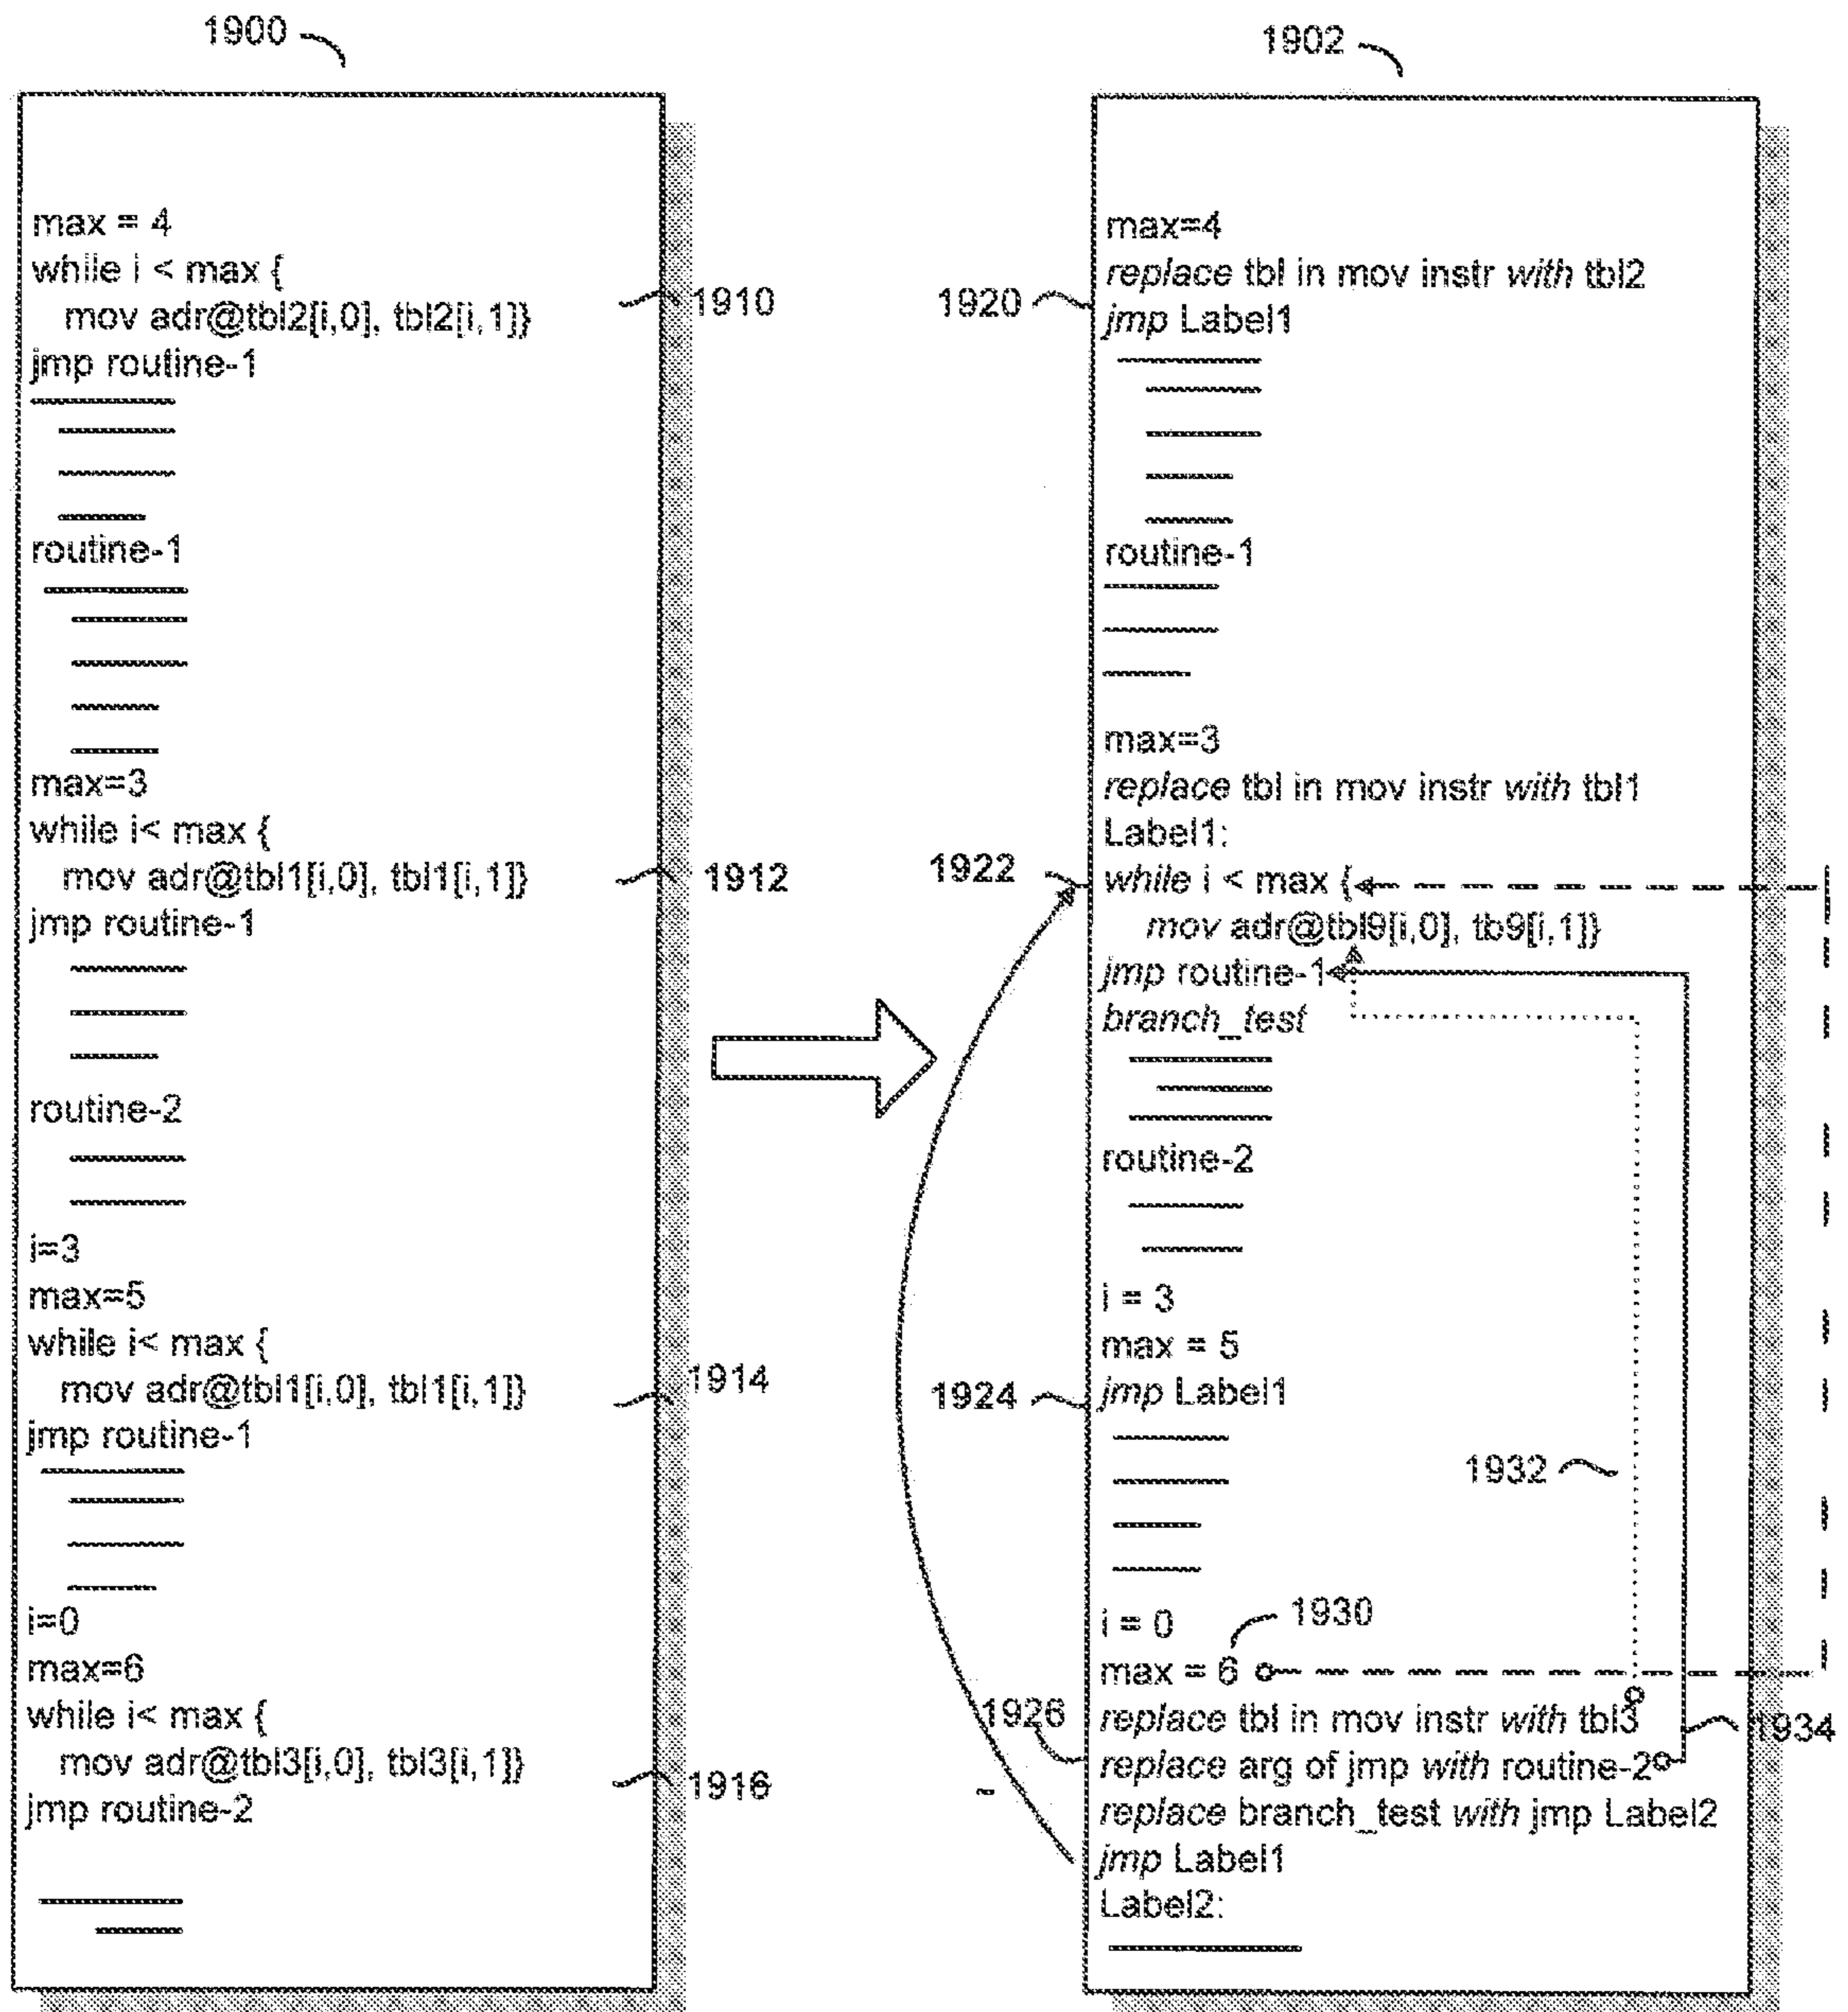 1900
max = 4
while i < max {
mov adr@tbl2[i,0], tbl2[i,1]}
1910
jmp routine-1
routine-1
max=3
while i< max {
mov adr@tbl1[i,0], tbl1[i,1]}
1912
jmp routine-1
routine-2
i=3
max=5
while i< max {
mov adr@tbl1[i,0], tbl1[i,1]}
1914
jmp routine-1
i=0
max=6
while i< max {
mov adr@tbl3[i,0], tbl3[i,1]}
1916
jmp routine-2
1902
max=4
replace tbl in mov instr with tbl2
1920
jmp Label1
routine-1
max=3
replace tbl in mov instr with tbl1
Label1:
1922
while i < max {
mov adr@tbl9[i,0], tb9[i,1]}
jmp routine-1
branch_test
routine-2
i = 3
max = 5
1924
jmp Label1
1932
i = 0
1930
max = 6
1926
replace tbl in mov instr with tbl3
1934
replace arg of jmp with routine-2
replace branch_test with jmp Label2
jmp Label1
Label2: